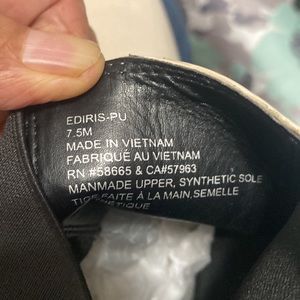 EDIRIS-PU
7.5M
MADE IN VIETNAM
FABRIQUÉ AU VIETNAM
RN #58665 & CA#57963
MANMADE UPPER, SYNTHETIC SOLE
TIGE FAITE À LA MAIN, SEMELLE